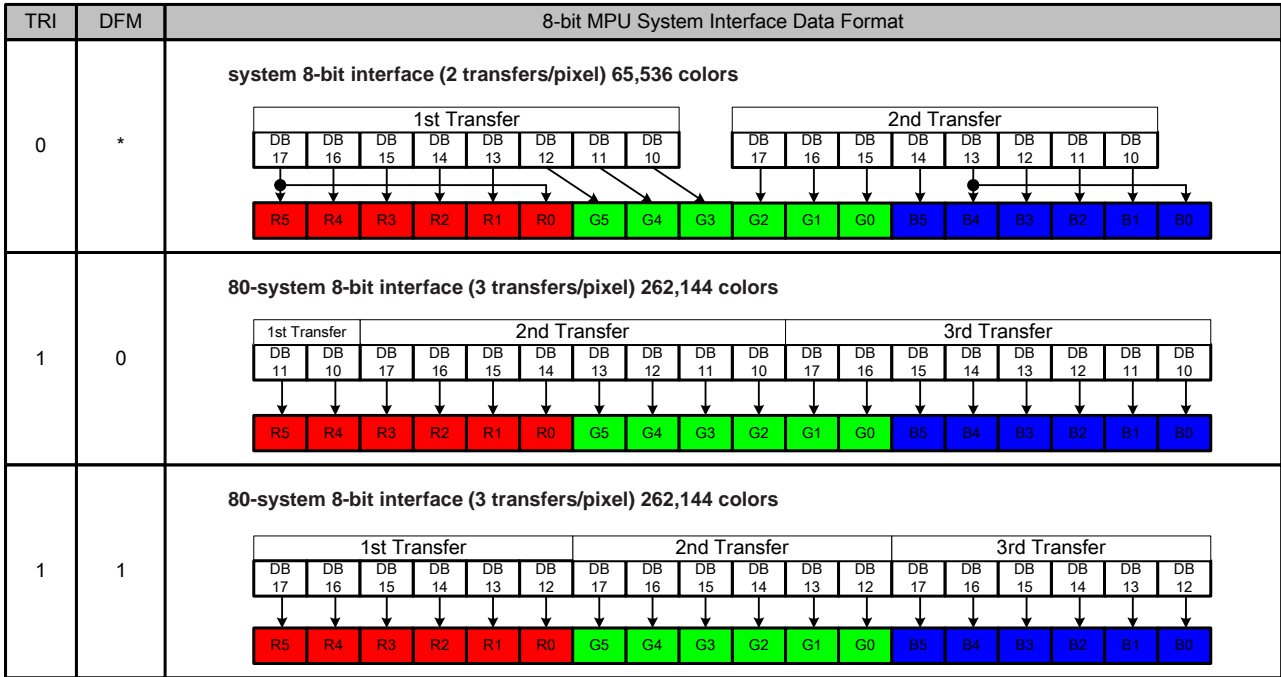 TRI DFM 8-bit MPU System Interface Data Format
system 8-bit interface (2 transfers/pixel) 65,536 colors
1st Transfer 2nd Transfer
DB DB DB DB DB DB DB DB DB DB DB DB DB DB DB DB
17 16 15 14 13 12 11 10 17 16 15 14 13 12 11 10
0 *
R5 R4 R3 R2 R1 R0 G5 G4 G3 G2 G1 G0 B5 B4 B3 B2 B1 B0
80-system 8-bit interface (3 transfers/pixel) 262,144 colors
1st Transfer 2nd Transfer 3rd Transfer
DB DB DB DB DB DB DB DB DB DB DB DB DB DB DB DB DB DB
11 10 17 16 15 14 13 12 11 10 17 16 15 14 13 12 11 10
1 0
R5 R4 R3 R2 R1 R0 G5 G4 G3 G2 G1 G0 B5 B4 B3 B2 B1 B0
80-system 8-bit interface (3 transfers/pixel) 262,144 colors
1st Transfer 2nd Transfer 3rd Transfer
DB DB DB DB DB DB DB DB DB DB DB DB DB DB DB DB DB DB
17 16 15 14 13 12 17 16 15 14 13 12 17 16 15 14 13 12
1 1
R5 R4 R3 R2 R1 R0 G5 G4 G3 G2 G1 G0 B5 B4 B3 B2 B1 B0